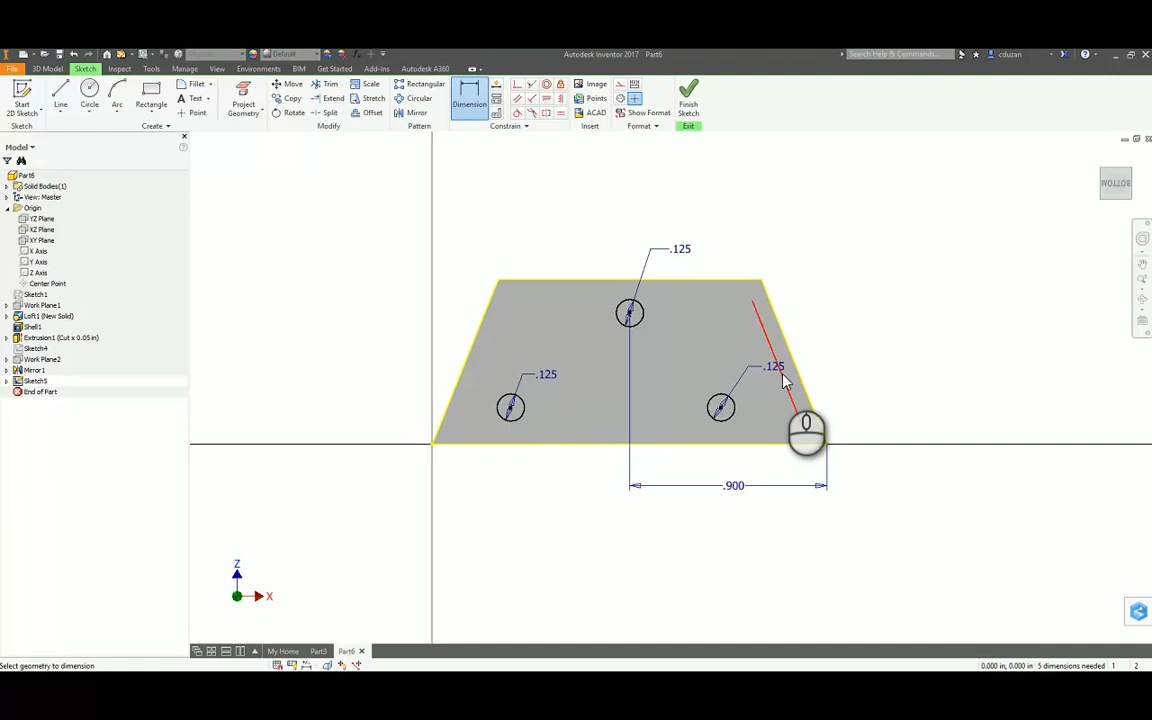 Autodesk Inventor 2017 Part6
Search Help & Commands...
cduzan
File 3D Model Sketch Inspect Tools Manage View Environments BIM Get Started Add-Ins Autodesk A360
Default
Start
2D Sketch
Line
Circle
Arc
Rectangle
Fillet
Text
Point
Project
Geometry
Move
Copy
Rotate
Trim
Extend
Split
Scale
Stretch
Offset
Rectangular
Circular
Mirror
Dimension
Image
Points
ACAD
Show Format
Finish
Sketch
Sketch
Create
Modify
Pattern
Constrain
Insert
Format
Exit
Model
Part6
Solid Bodies(1)
View: Master
Origin
YZ Plane
XZ Plane
XY Plane
X Axis
Y Axis
Z Axis
Center Point
Sketch1
Work Plane1
Loft1 (New Solid)
Shell1
Extrusion1 (Cut x 0.05 in)
Sketch4
Work Plane2
Mirror1
Sketch5
End of Part
BOTTOM
.125
.125
.125
.900
Z
X
My Home Part3 Part6
Select geometry to dimension
0.000 in, 0.000 in 5 dimensions needed 1 2